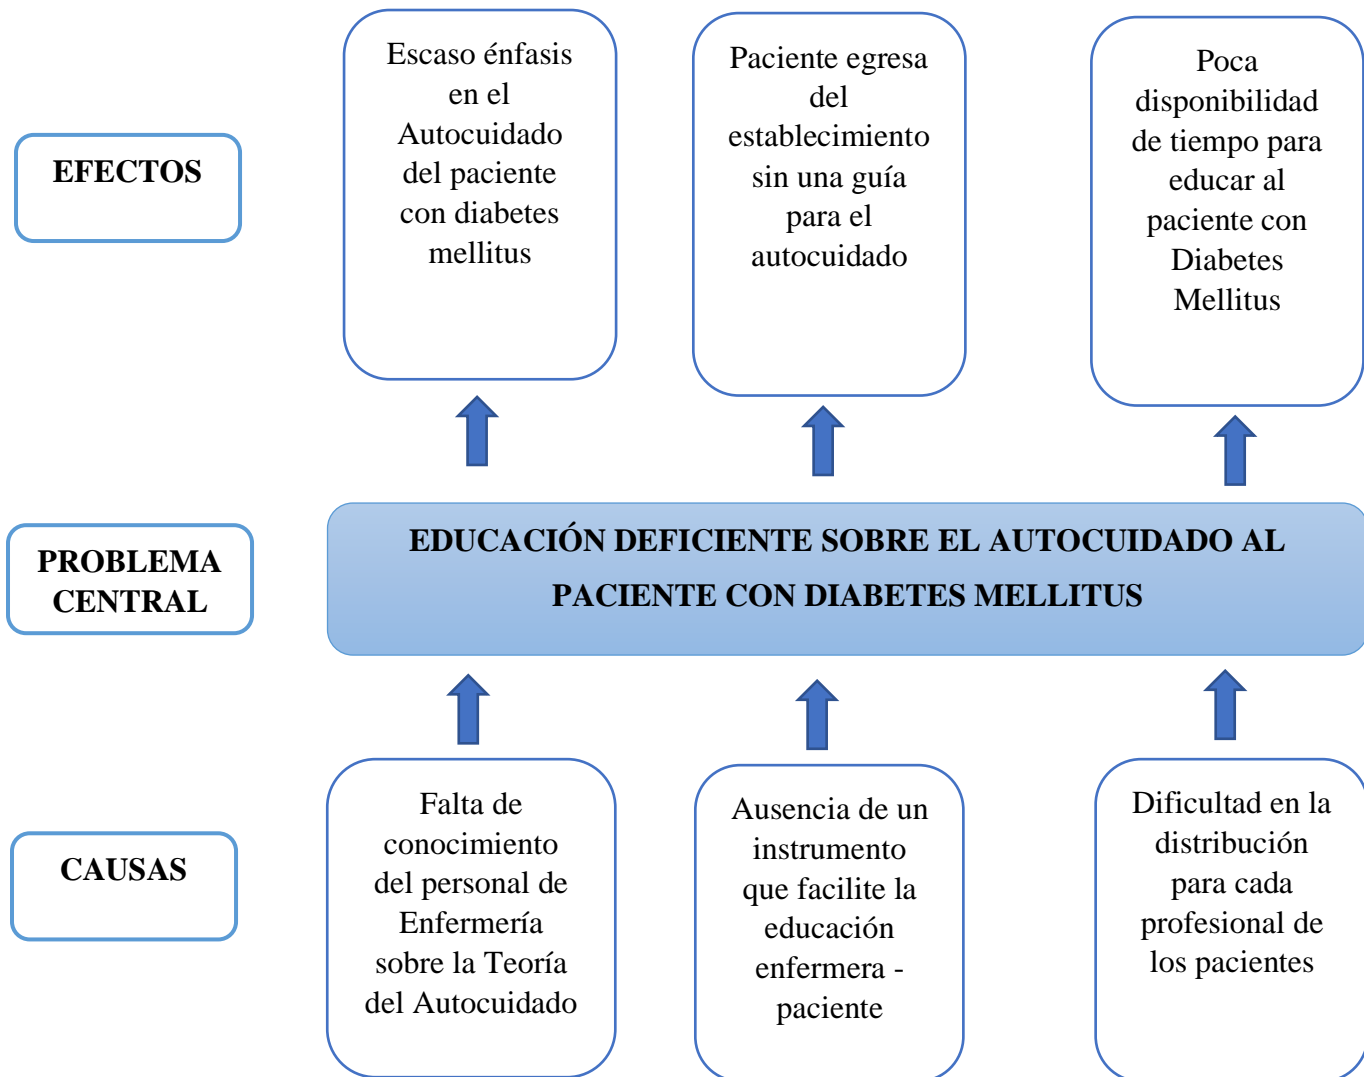 Escaso énfasis
en el
Autocuidado
del paciente
con diabetes
mellitus
Paciente egresa
del
establecimiento
sin una guía
para el
autocuidado
Poca
disponibilidad
de tiempo para
educar al
paciente con
Diabetes
Mellitus
EFECTOS
PROBLEMA
CENTRAL
EDUCACIÓN DEFICIENTE SOBRE EL AUTOCUIDADO AL
PACIENTE CON DIABETES MELLITUS
CAUSAS
Falta de
conocimiento
del personal de
Enfermería
sobre la Teoría
del Autocuidado
Ausencia de un
instrumento
que facilite la
educación
enfermera -
paciente
Dificultad en la
distribución
para cada
profesional de
los pacientes